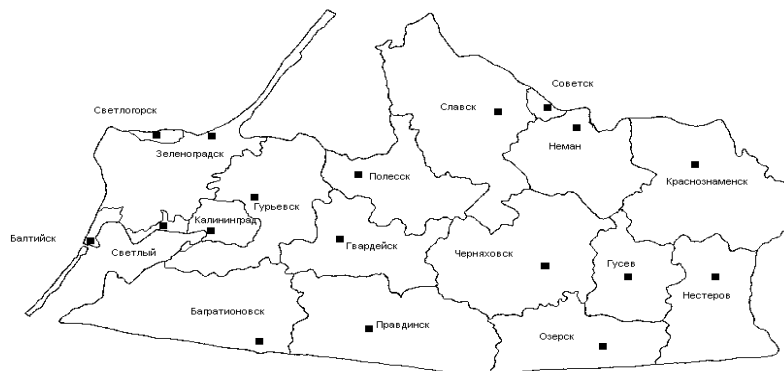 Советск
Светлогорск
Славск
Неман
Зеленоградск
Полесск
Краснознаменск
Гурьевск
Калининград
Балтийск
Светлый
Гвардейск
Черняховск
Гусев
Нестеров
Багратионовск
Правдинск
Озерск